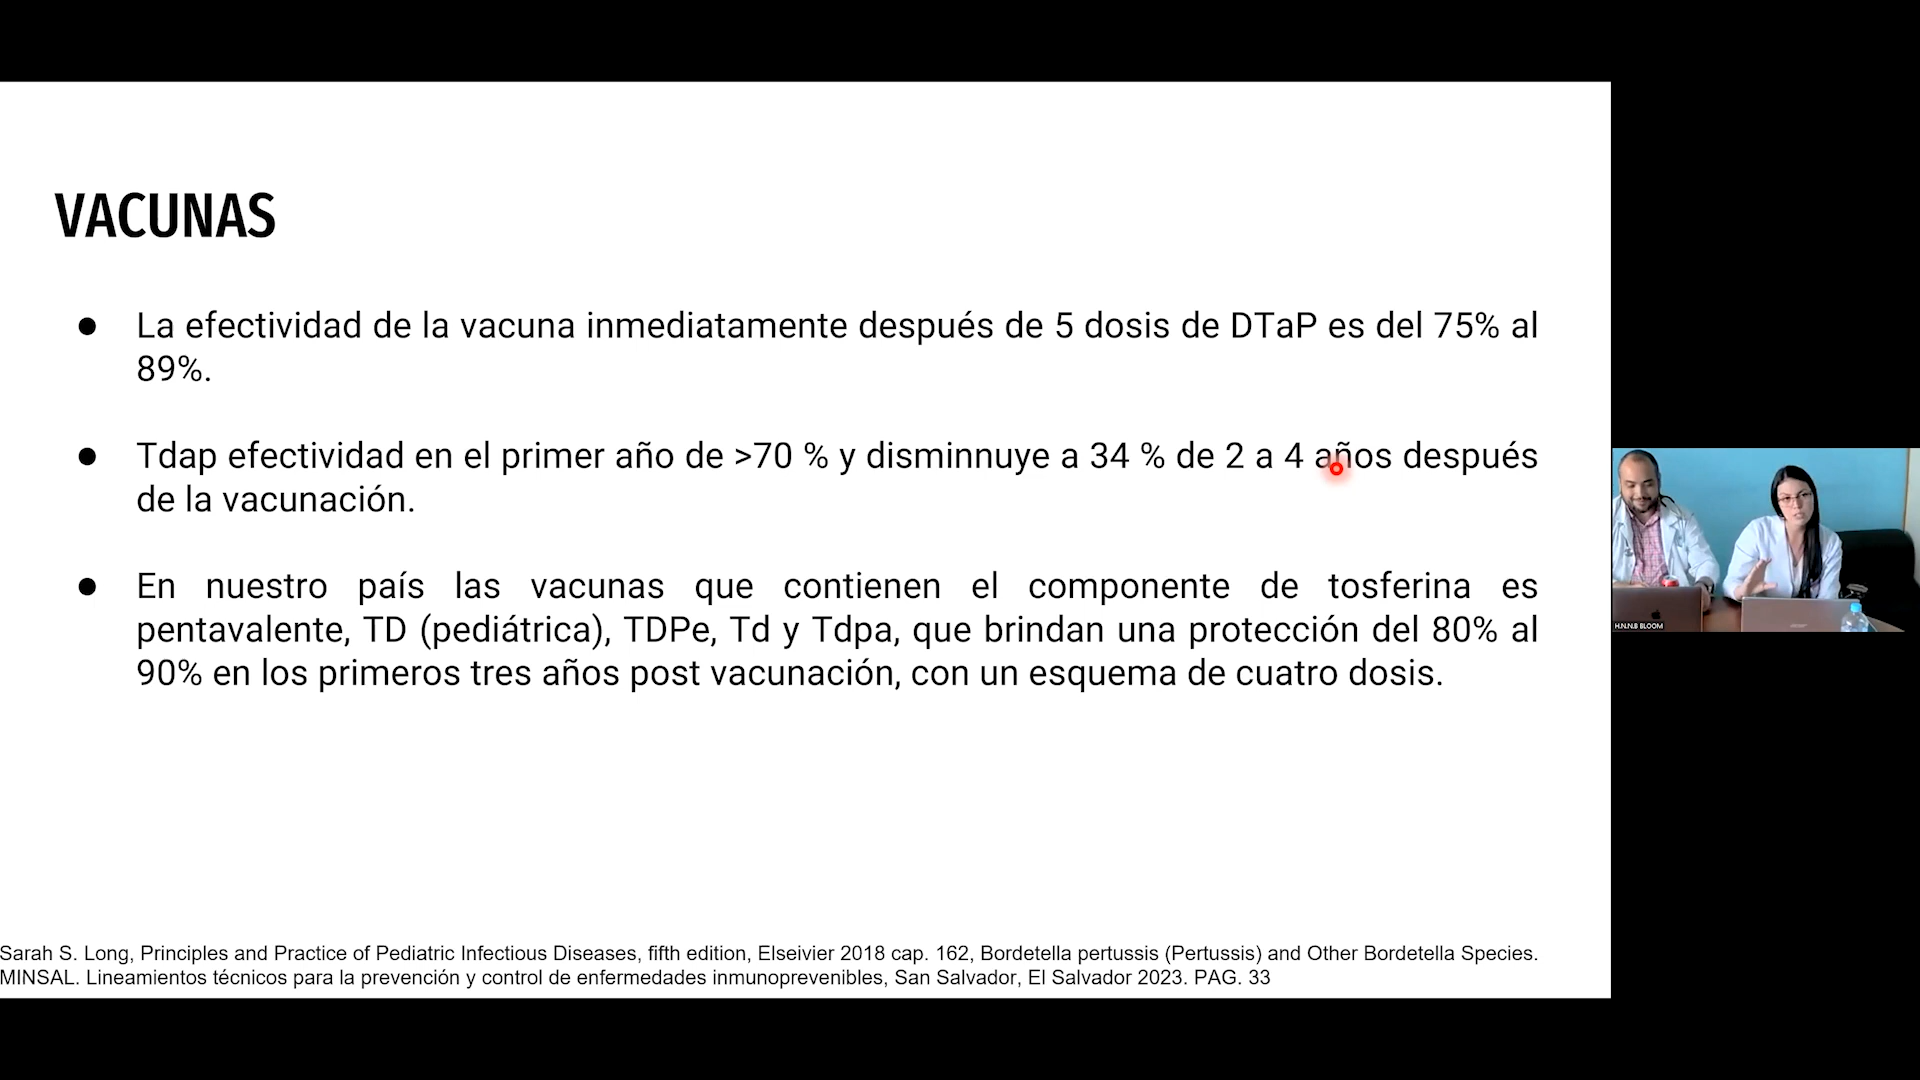 VACUNAS
● La efectividad de la vacuna inmediatamente después de 5 dosis de DTaP es del 75% al
89%.
● Tdap efectividad en el primer año de >70 % y disminnuye a 34 % de 2 a 4 años después
de la vacunación.
● En nuestro país las vacunas que contienen el componente de tosferina es
pentavalente, TD (pediátrica), TDPe, Td y Tdpa, que brindan una protección del 80% al
90% en los primeros tres años post vacunación, con un esquema de cuatro dosis.
H.N.N.B BLOOM
Sarah S. Long, Principles and Practice of Pediatric Infectious Diseases, fifth edition, Elseivier 2018 cap. 162, Bordetella pertussis (Pertussis) and Other Bordetella Species.
MINSAL. Lineamientos técnicos para la prevención y control de enfermedades inmunoprevenibles, San Salvador, El Salvador 2023. PAG. 33